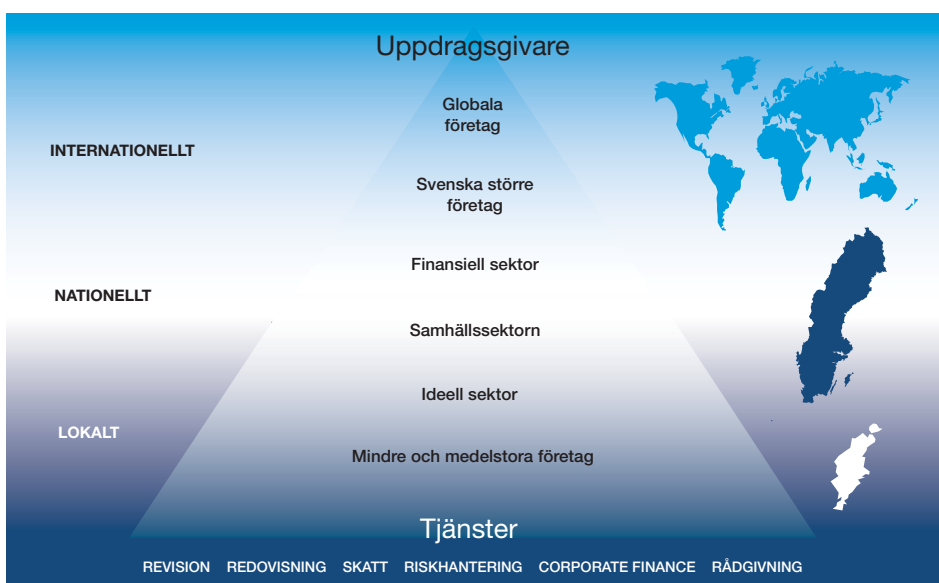 Uppdragsgivare
Globala
företag
INTERNATIONELLT
Svenska större
företag
Finansiell sektor
NATIONELLT
Samhällssektorn
Ideell sektor
LOKALT
Mindre och medelstora företag
Tjänster
REVISION REDOVISNING SKATT RISKHANTERING CORPORATE FINANCE RÅDGIVNING